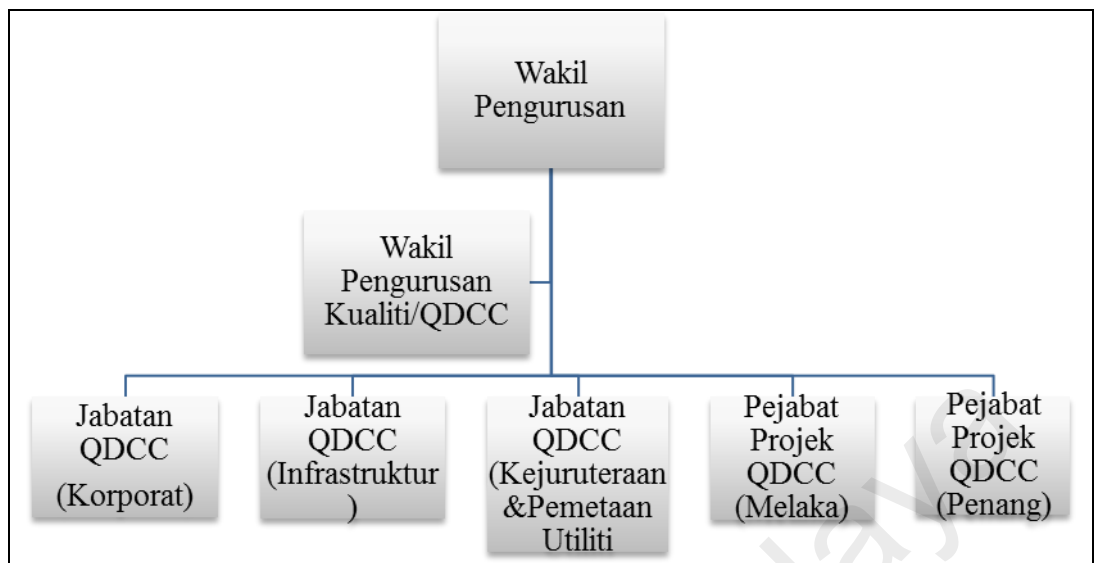 Wakil
Pengurusan
Wakil
Pengurusan
Kualiti/QDCC
Jabatan
QDCC
(Korporat)
Jabatan
QDCC
(Infrastruktur
)
Jabatan
QDCC
(Kejuruteraan
&Pemetaan
Utiliti
Pejabat
Projek
QDCC
(Melaka)
Pejabat
Projek
QDCC
(Penang)